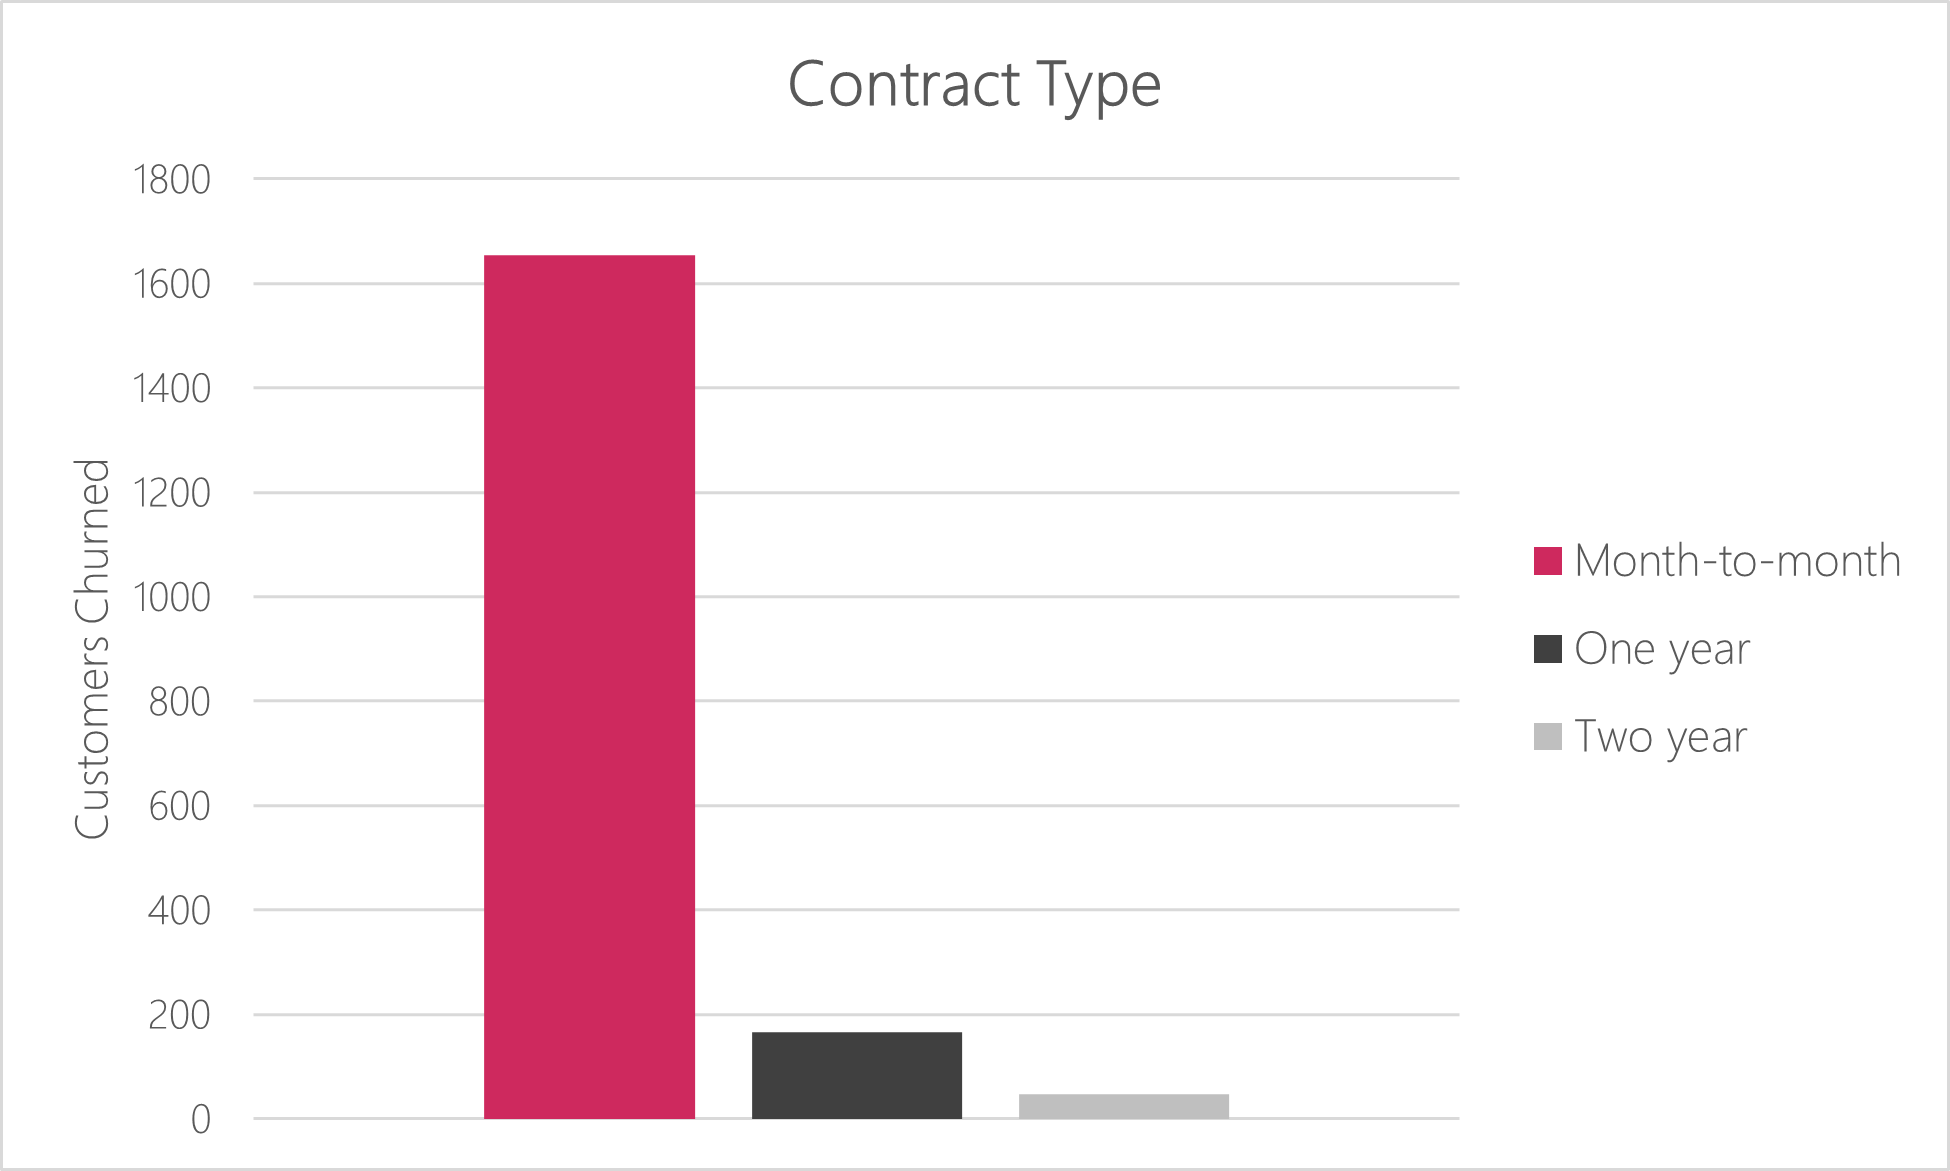 Contract Type
1800
1600
1400
1200
1000
800
600
400
200
0
Customers Churned
Month-to-month
One year
Two year